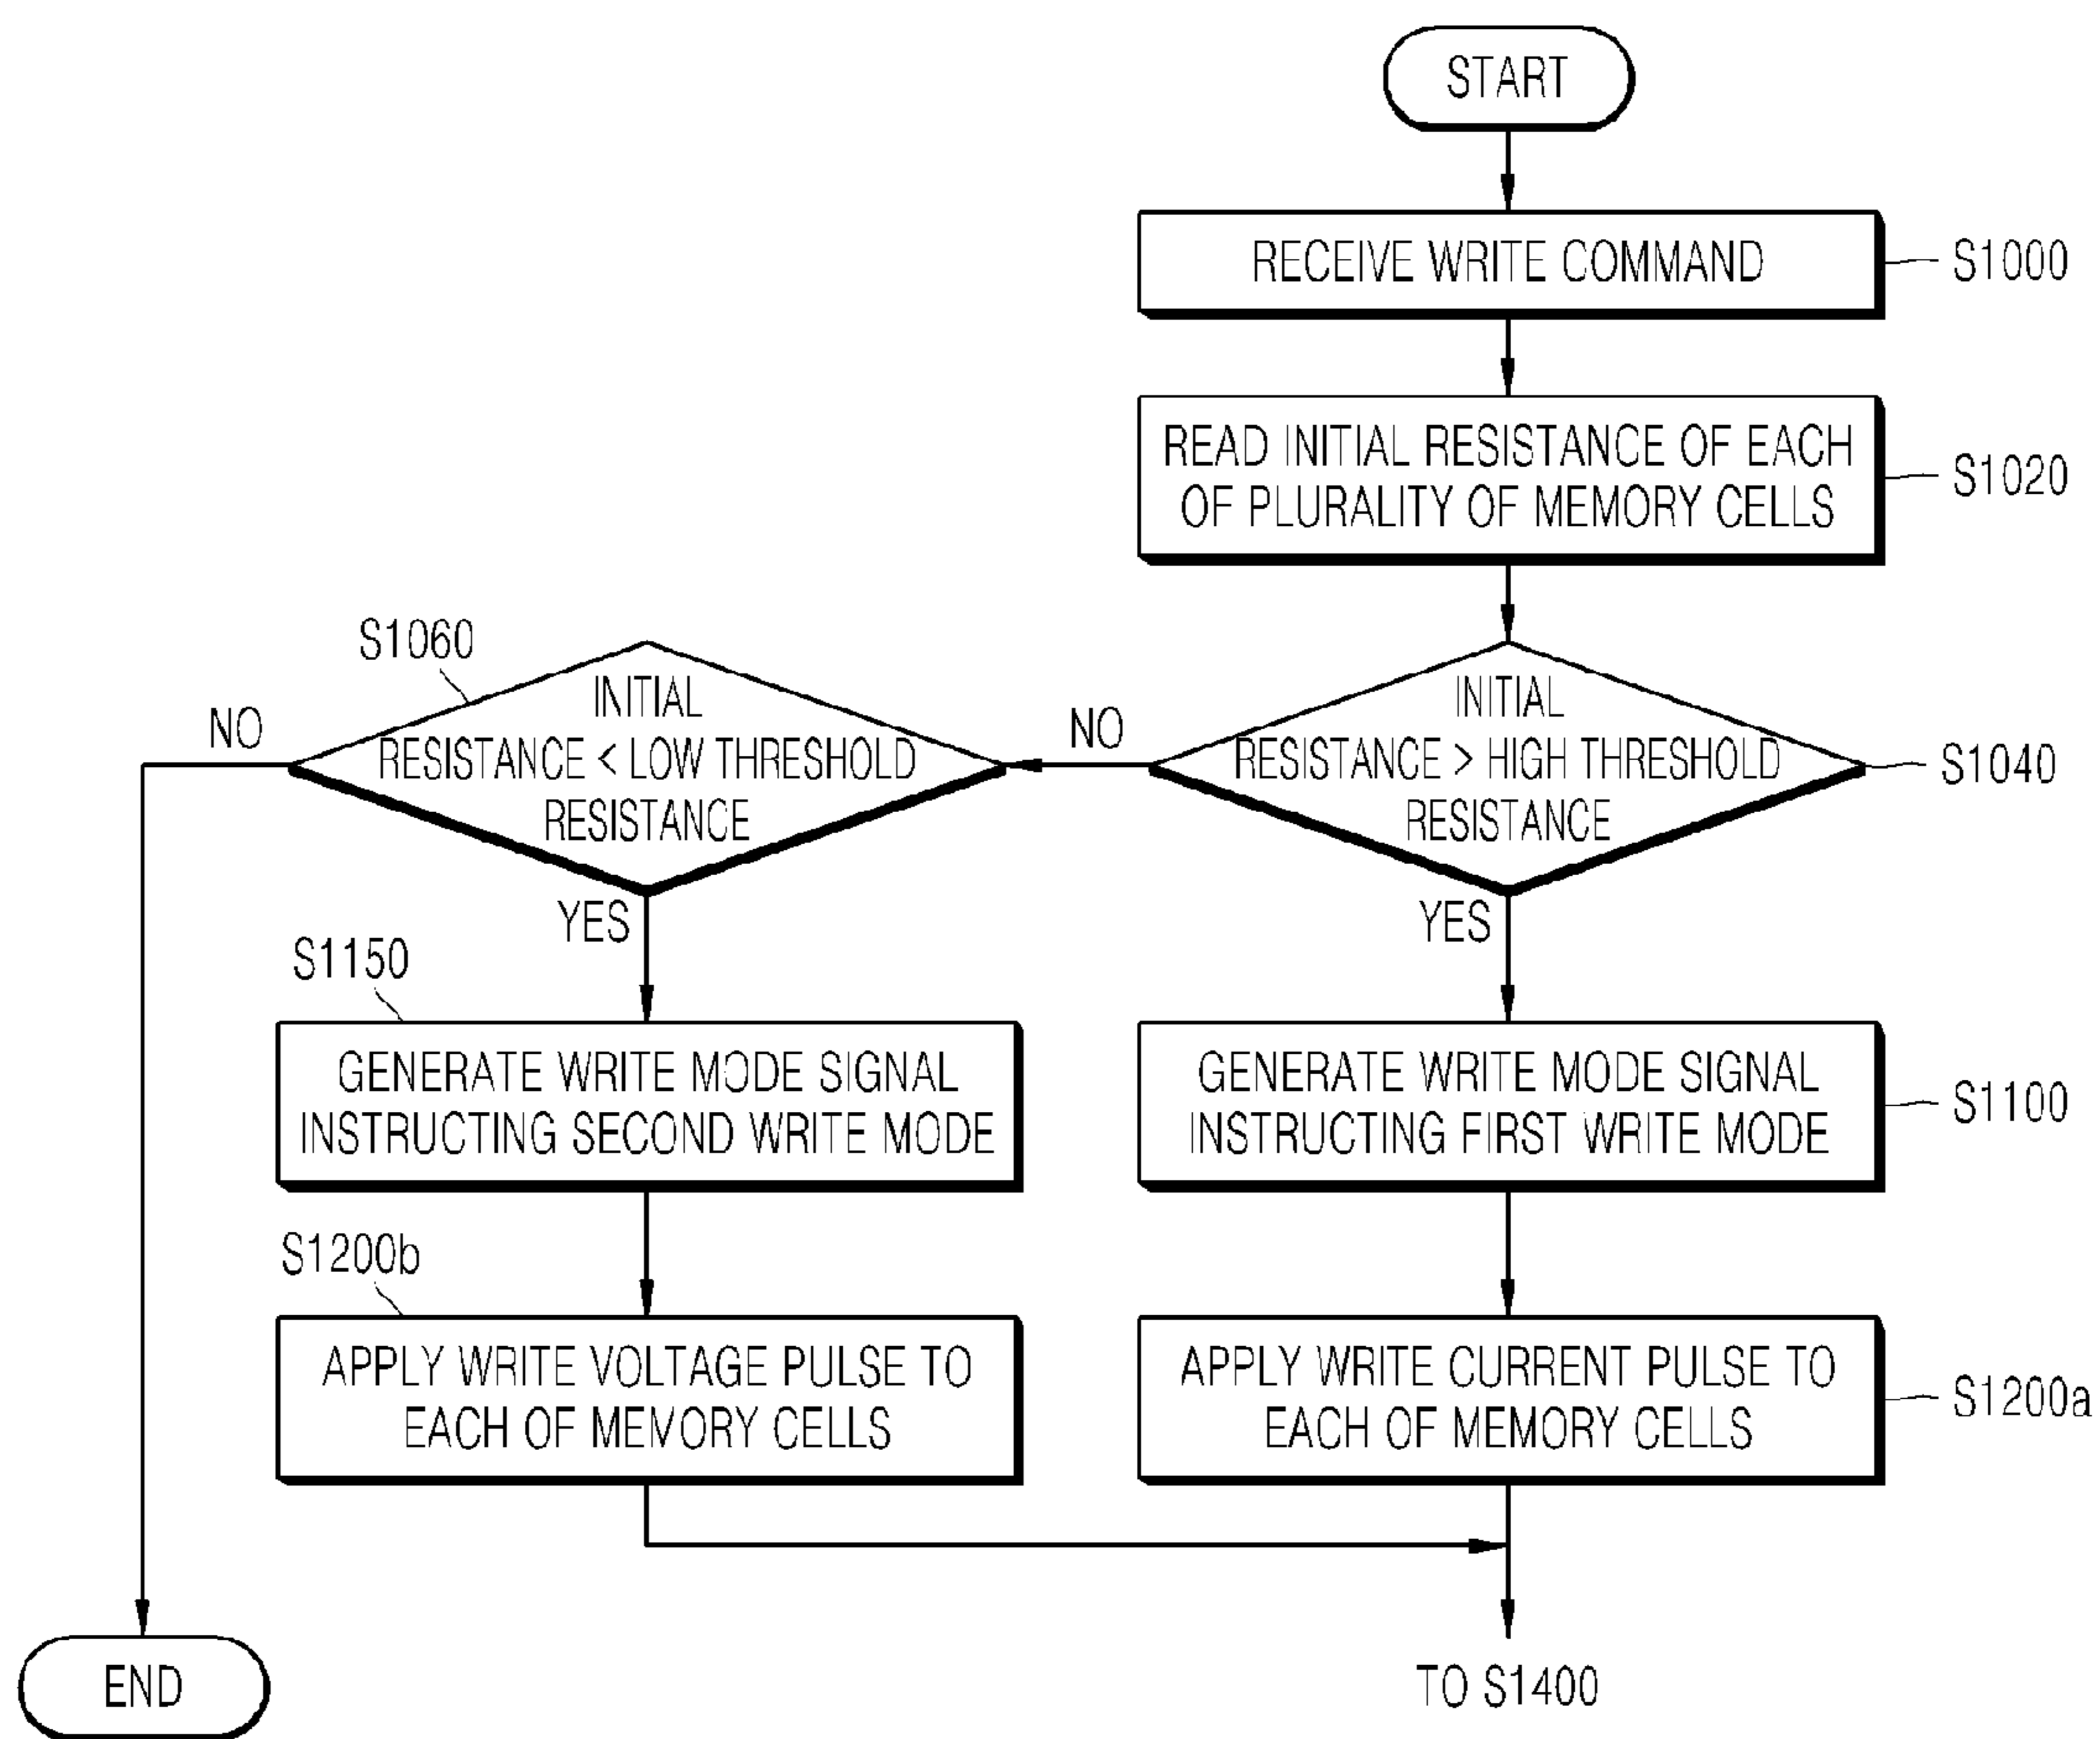 START
RECEIVE WRITE COMMAND
S1000
READ INITIAL RESISTANCE OF EACH
OF PLURALITY OF MEMORY CELLS
S1020
INITIAL
RESISTANCE > HIGH THRESHOLD
RESISTANCE
S1040
NO
YES
S1060
INITIAL
RESISTANCE < LOW THRESHOLD
RESISTANCE
NO
YES
S1150
GENERATE WRITE MODE SIGNAL
INSTRUCTING SECOND WRITE MODE
GENERATE WRITE MODE SIGNAL
INSTRUCTING FIRST WRITE MODE
S1100
S1200b
APPLY WRITE VOLTAGE PULSE TO
EACH OF MEMORY CELLS
APPLY WRITE CURRENT PULSE TO
EACH OF MEMORY CELLS
S1200a
END
TO S1400